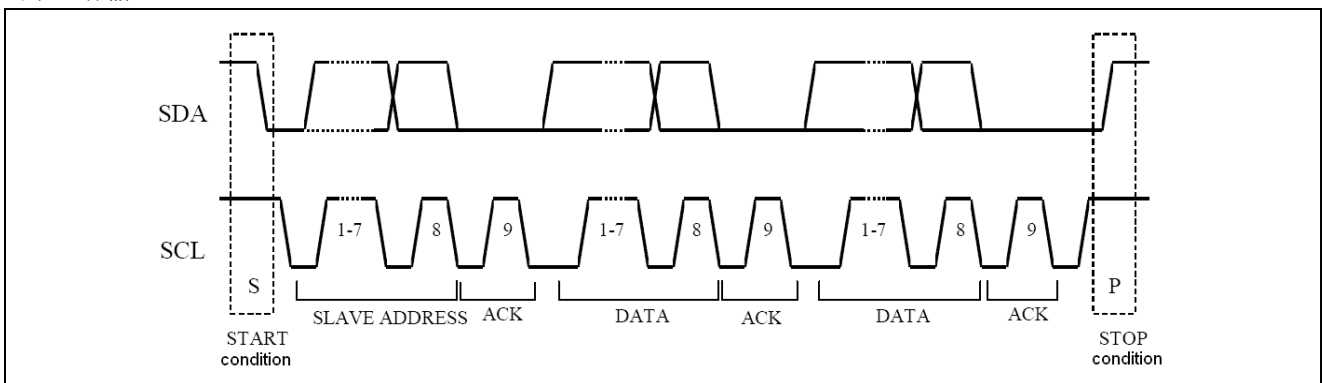 SDA
SCL
1-7 8 9 1-7 8 9 1-7 8 9
S P
SLAVE ADDRESS ACK DATA ACK DATA ACK
START condition
STOP condition